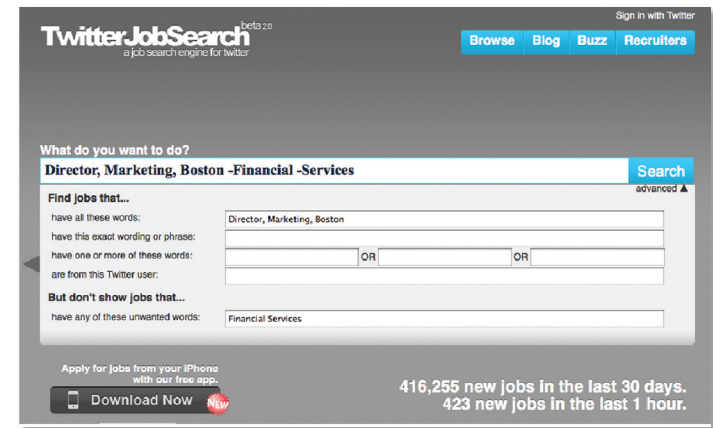 Sign in with Twitter
TwitterJobSearch beta 2.0
a job search engine for twitter
Browse Blog Buzz Recruiters
What do you want to do?
Director, Marketing, Boston -Financial -Services Search
advanced ▲
Find jobs that...
have all these words: Director, Marketing, Boston
have this exact wording or phrase:
have one or more of these words: OR OR
are from this Twitter user:
But don't show jobs that...
have any of these unwanted words: Financial Services
Apply for jobs from your iPhone
with our free app.
Download Now NEW
416,255 new jobs in the last 30 days.
423 new jobs in the last 1 hour.